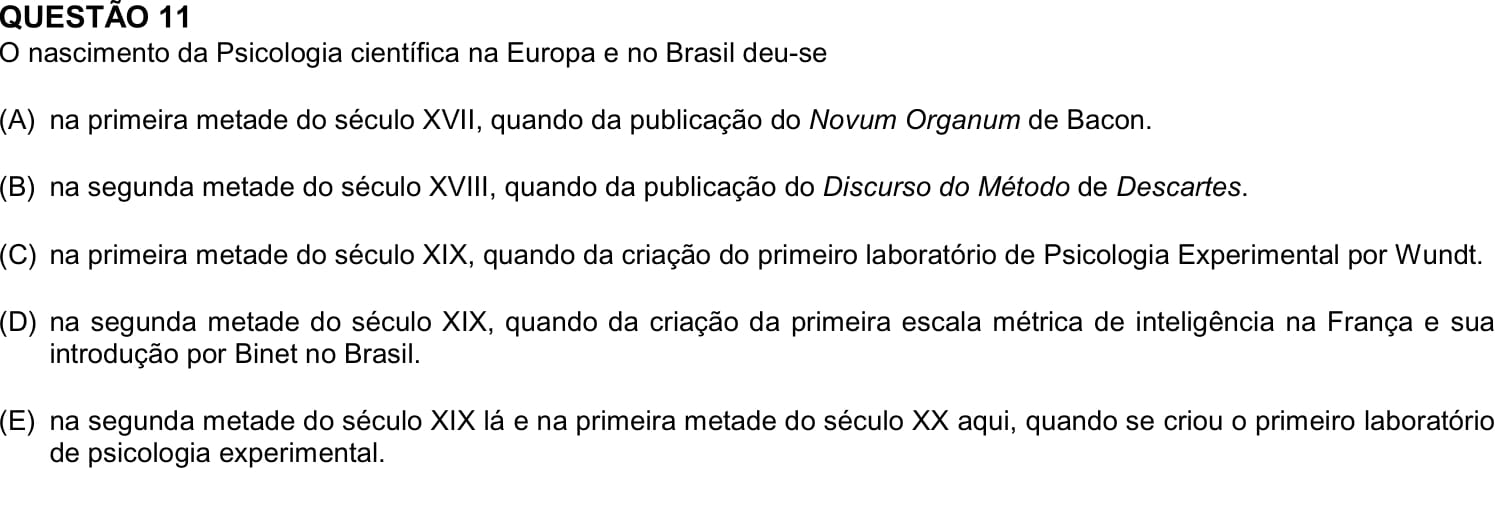 QUESTÃO 11
O nascimento da Psicologia científica na Europa e no Brasil deu-se
(A) na primeira metade do século XVII, quando da publicação do Novum Organum de Bacon.
(B) na segunda metade do século XVIII, quando da publicação do Discurso do Método de Descartes.
(C) na primeira metade do século XIX, quando da criação do primeiro laboratório de Psicologia Experimental por Wundt.
(D) na segunda metade do século XIX, quando da criação da primeira escala métrica de inteligência na França e sua
introdução por Binet no Brasil.
(E) na segunda metade do século XIX lá e na primeira metade do século XX aqui, quando se criou o primeiro laboratório
de psicologia experimental.